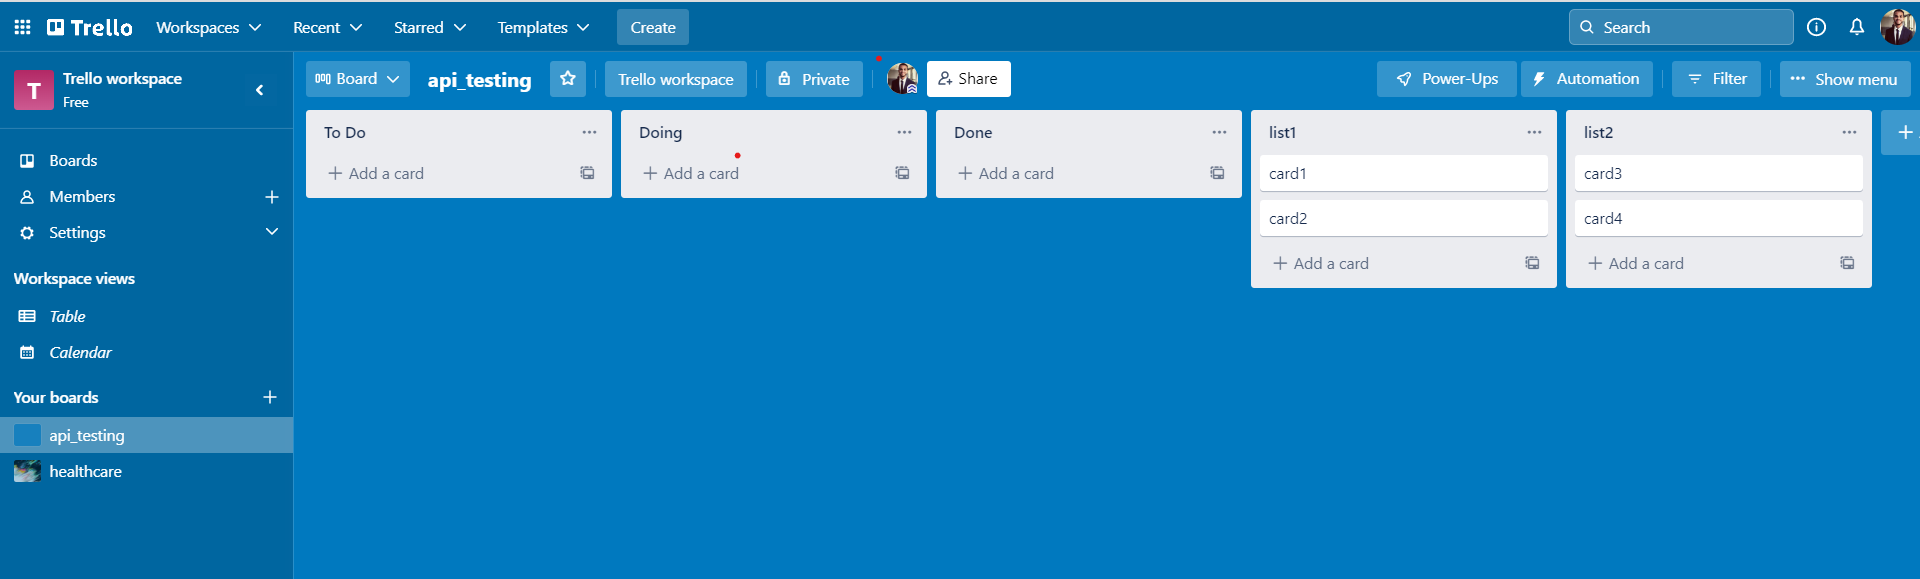 Trello Workspaces Recent Starred Templates Create Search
T Trello workspace
Free
Board api_testing Trello workspace Private Share Power-Ups Automation Filter Show menu
Boards
Members
Settings
Workspace views
Table
Calendar
Your boards
api_testing
healthcare
To Do
Add a card
Doing
Add a card
Done
Add a card
list1
card1
card2
Add a card
list2
card3
card4
Add a card